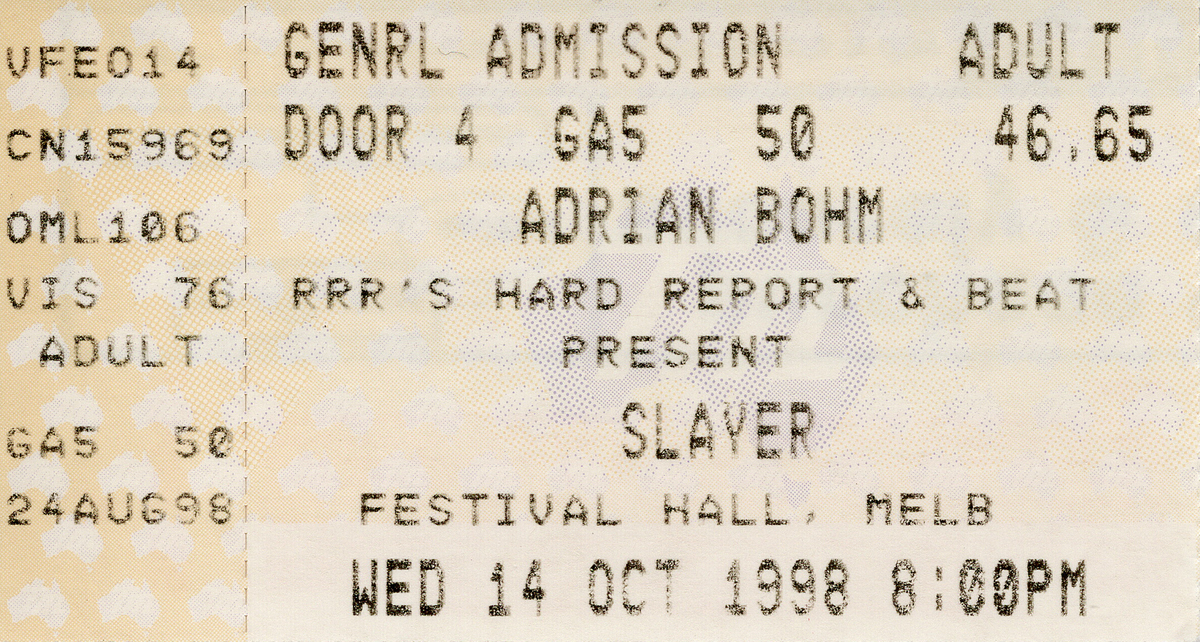 VFE014
CN15969
OML106
VIS 76
ADULT
GA5 50
24AUG98
GENRL ADMISSION ADULT
DOOR 4 GA5 50 46.65
ADRIAN BOHM
RRR'S HARD REPORT & BEAT
PRESENT
SLAYER
FESTIVAL HALL, MELB
WED 14 OCT 1998 8:00PM